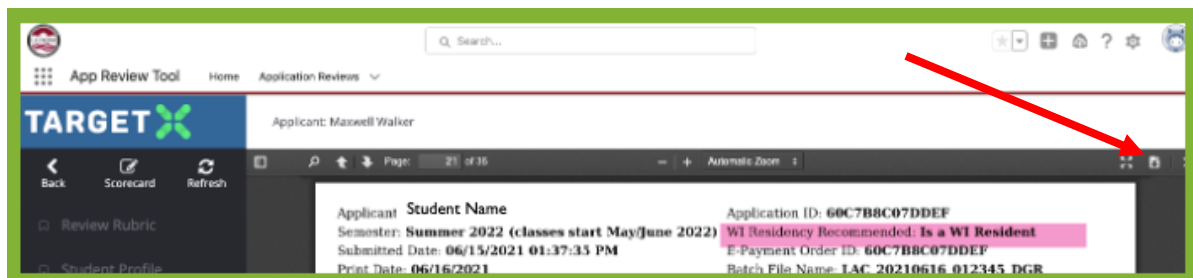 Search...
App Review Tool Home Application Reviews
TARGETX
Applicant: Maxwell Walker
Back Scorecard Refresh
Page: 21 of 36
Automatic Zoom
Review Rubric
Student Profile
Applicant Student Name
Application ID: 60C7B8C07DDEF
Semester: Summer 2022 (classes start May/June 2022)
WI Residency Recommended: Is a WI Resident
Submitted Date: 06/15/2021 01:37:35 PM
E-Payment Order ID: 60C7B8C07DDEF
Print Date: 06/16/2021
Batch File Name: LAC_20210616_012345_DGR